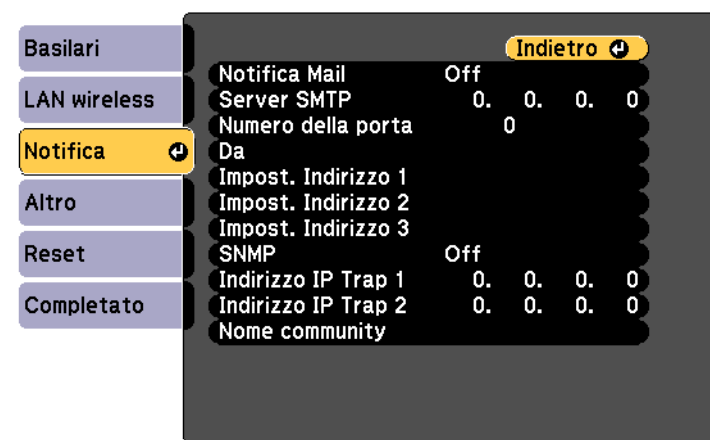 Basilari
LAN wireless
Notifica
Altro
Reset
Completato
Indietro
Notifica Mail Off
Server SMTP 0. 0. 0. 0
Numero della porta 0
Da
Impost. Indirizzo 1
Impost. Indirizzo 2
Impost. Indirizzo 3
SNMP Off
Indirizzo IP Trap 1 0. 0. 0. 0
Indirizzo IP Trap 2 0. 0. 0. 0
Nome community